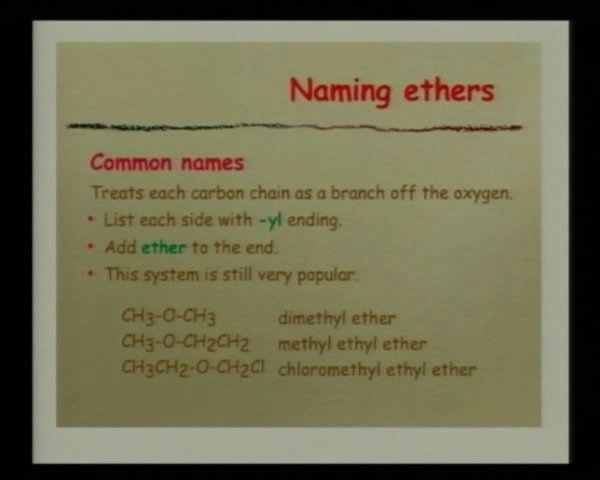 Naming ethers
Common names
Treats each carbon chain as a branch off the oxygen.
• List each side with -yl ending.
• Add ether to the end.
• This system is still very popular.
CH3-O-CH3 dimethyl ether
CH3-O-CH2CH2 methyl ethyl ether
CH3CH2-O-CH2Cl chloromethyl ethyl ether